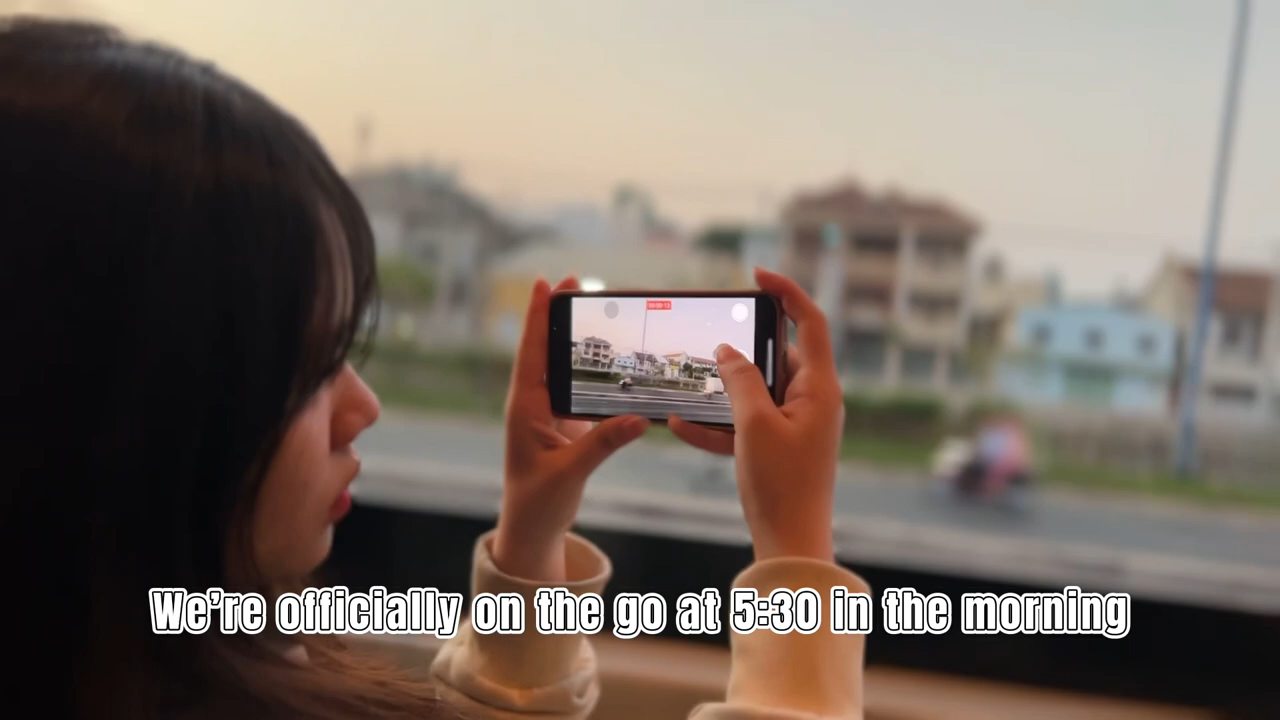 We're officially on the go at 5:30 in the morning